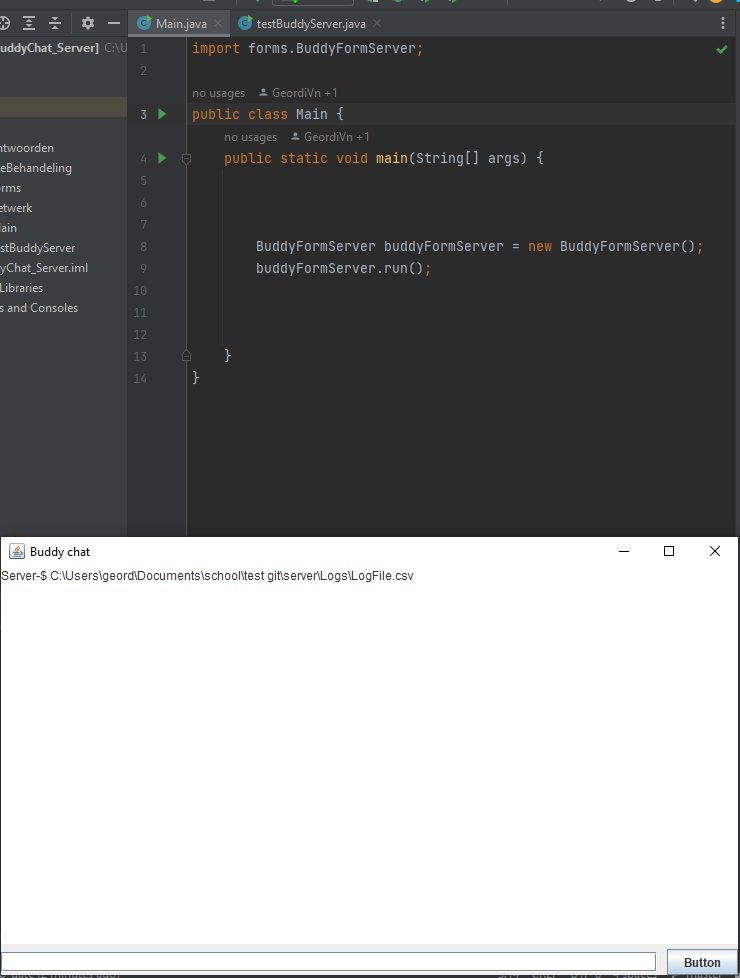 Main.java testBuddyServer.java
uddyChat_Server] C:\U
ntwoorden
eBehandeling
orms
etwerk
lain
stBuddyServer
yChat_Server.iml
Libraries
s and Consoles
1 import forms.BuddyFormServer;
2
no usages GeordiVn +1
3 public class Main {
no usages GeordiVn +1
4 public static void main(String[] args) {
5
6
7
8 BuddyFormServer buddyFormServer = new BuddyFormServer();
9 buddyFormServer.run();
10
11
12
13 }
14 }
Buddy chat
Server-$ C:\Users\geord\Documents\school\test git\server\Logs\LogFile.csv
Button